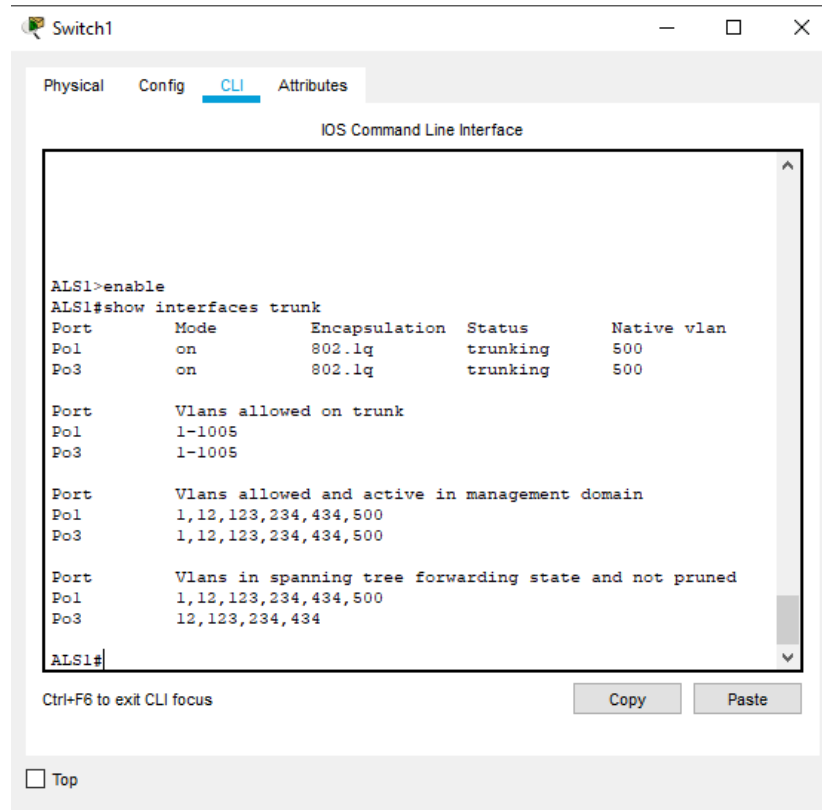 Switch1
Physical Config CLI Attributes
IOS Command Line Interface
ALS1>enable
ALS1#show interfaces trunk
Port Mode Encapsulation Status Native vlan
Po1 on 802.1q trunking 500
Po3 on 802.1q trunking 500
Port Vlans allowed on trunk
Po1 1-1005
Po3 1-1005
Port Vlans allowed and active in management domain
Po1 1,12,123,234,434,500
Po3 1,12,123,234,434,500
Port Vlans in spanning tree forwarding state and not pruned
Po1 1,12,123,234,434,500
Po3 12,123,234,434
ALS1#
Ctrl+F6 to exit CLI focus Copy Paste
Top